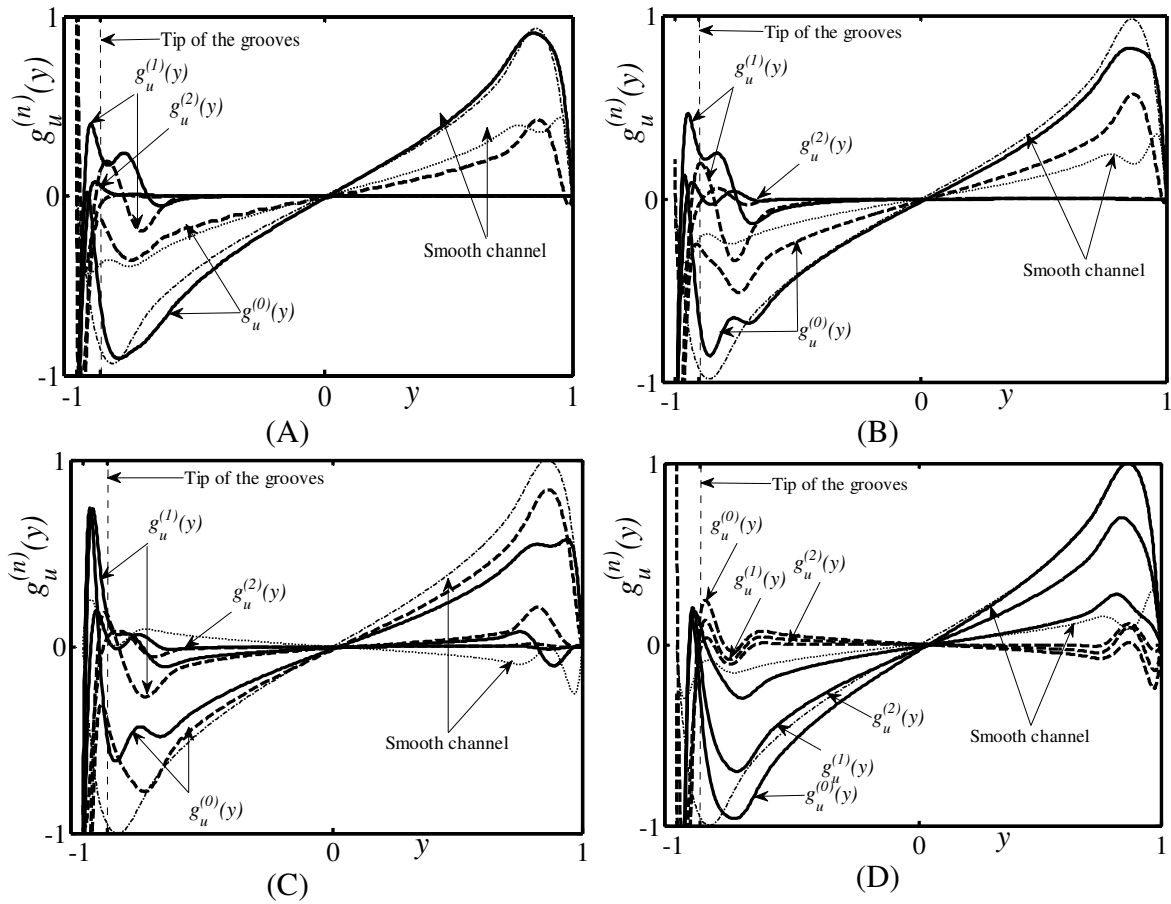 1
Tip of the grooves
g_u^(1)(y)
g_u^(2)(y)
g_u^(n)(y)
0
Smooth channel
g_u^(0)(y)
-1
-1
0
y
1
(A)
1
Tip of the grooves
g_u^(1)(y)
g_u^(n)(y)
g_u^(2)(y)
0
Smooth channel
g_u^(0)(y)
-1
-1
0
y
1
(B)
1
Tip of the grooves
g_u^(1)(y)
g_u^(n)(y)
g_u^(2)(y)
0
Smooth channel
g_u^(0)(y)
-1
-1
0
y
1
(C)
1
Tip of the grooves
g_u^(0)(y)
g_u^(1)(y)
g_u^(2)(y)
g_u^(n)(y)
0
g_u^(2)(y)
Smooth channel
g_u^(1)(y)
g_u^(0)(y)
-1
-1
0
y
1
(D)